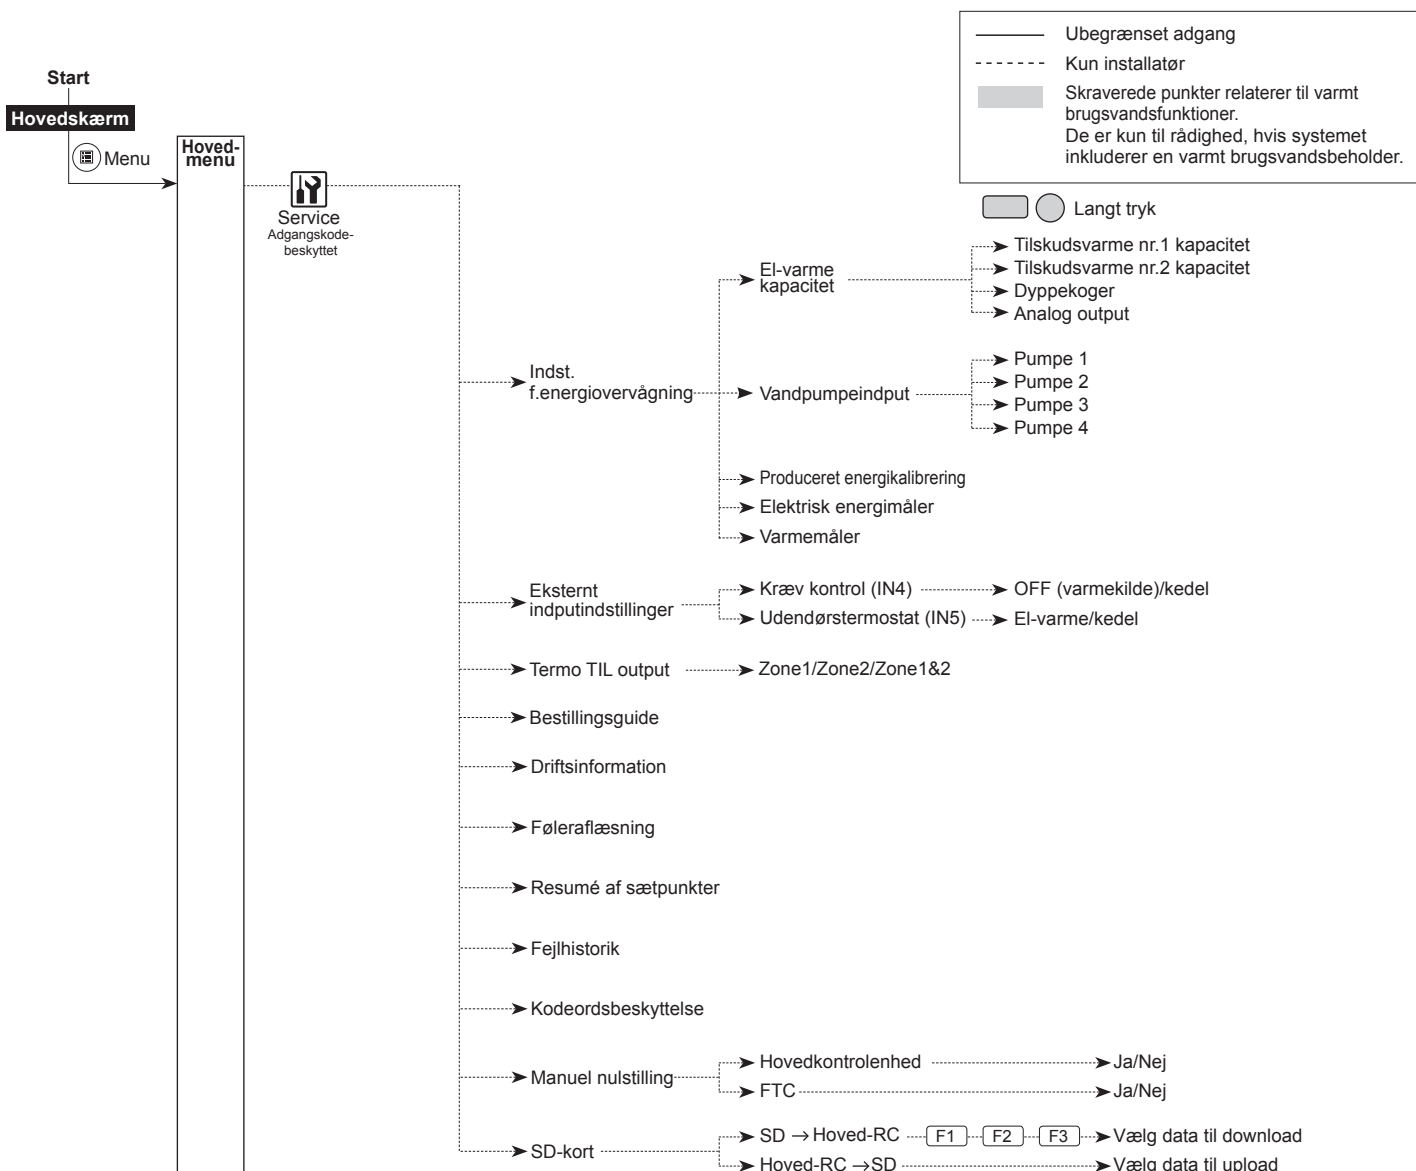 Ubegrænset adgang
Kun installatør
Skraverede punkter relaterer til varmt
brugsvandsfunktioner.
De er kun til rådighed, hvis systemet
inkluderer en varmt brugsvandsbeholder.
Langt tryk
Start
Hovedskærm
Menu
Hoved-
menu
Service
Adgangskode-
beskyttet
Indst.
f.energiovervågning
El-varme
kapacitet
Tilskudsvarme nr.1 kapacitet
Tilskudsvarme nr.2 kapacitet
Dyppekoger
Analog output
Vandpumpeindput
Pumpe 1
Pumpe 2
Pumpe 3
Pumpe 4
Produceret energikalibrering
Elektrisk energimåler
Varmemåler
Eksternt
indputindstillinger
Kræv kontrol (IN4)
OFF (varmekilde)/kedel
Udendørstermostat (IN5)
El-varme/kedel
Termo TIL output
Zone1/Zone2/Zone1&2
Bestillingsguide
Driftsinformation
Føleraflæsning
Resumé af sætpunkter
Fejlhistorik
Kodeordsbeskyttelse
Manuel nulstilling
Hovedkontrolenhed
Ja/Nej
FTC
Ja/Nej
SD-kort
SD → Hoved-RC
F1
F2
F3
Vælg data til download
Hoved-RC →SD
Vælg data til upload